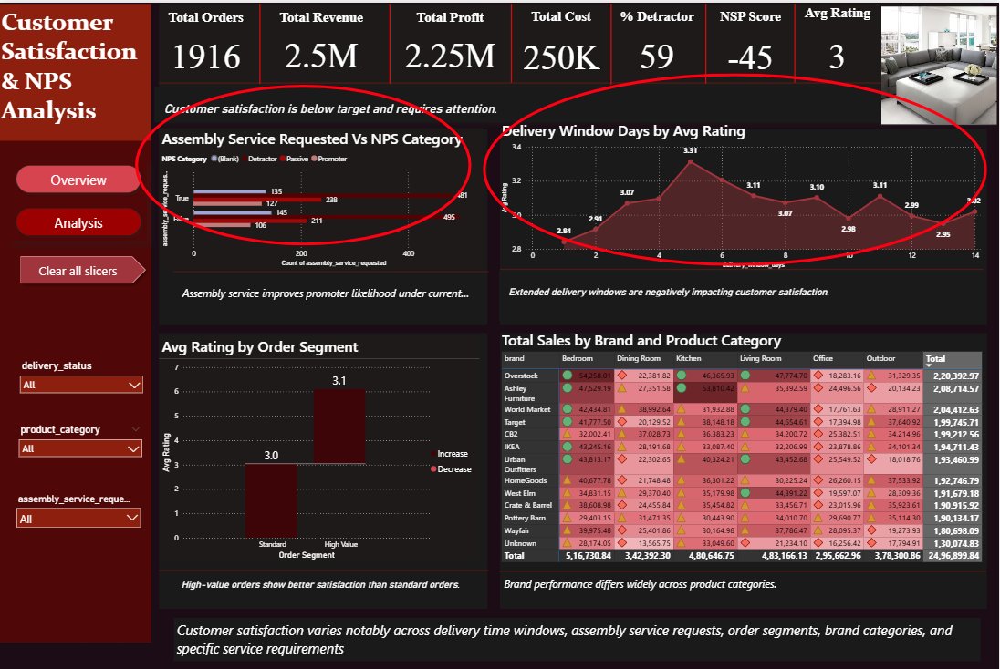 Customer
Satisfaction
& NPS
Analysis
Total Orders
1916
Total Revenue
2.5M
Total Profit
2.25M
Total Cost
250K
% Detractor
59
NSP Score
-45
Avg Rating
3
Customer satisfaction is below target and requires attention.
Overview
Analysis
Clear all slicers
delivery_status
All
product_category
All
assembly_service_reque...
All
Assembly Service Requested Vs NPS Category
NPS Category (Blank) Detractor Passive Promoter
assembly_service_reques...
True
135
481
238
127
145
495
211
106
0 200 400
Count of assembly_service_requested
Assembly service improves promoter likelihood under current...
Delivery Window Days by Avg Rating
Avg Rating
3.4
3.2
3.0
2.8
2.84 2.91 3.07 3.31 3.11 3.07 3.10 2.98 3.11 2.99 2.95 3.02
0 2 4 6 8 10 12 14
delivery_window_days
Extended delivery windows are negatively impacting customer satisfaction.
Avg Rating by Order Segment
Avg Rating
7
6
5
4
3
2
1
0
3.0
3.1
Increase
Decrease
Standard High Value
Order Segment
High-value orders show better satisfaction than standard orders.
Total Sales by Brand and Product Category
brand Bedroom Dining Room Kitchen Living Room Office Outdoor Total
Overstock 54,258.01 22,381.82 46,365.93 47,774.70 18,283.16 31,329.35 2,20,392.97
Ashley Furniture 47,529.19 27,351.58 53,810.42 35,392.59 24,496.56 20,134.23 2,08,714.57
World Market 42,434.81 38,992.64 31,932.88 44,379.40 17,761.63 28,911.27 2,04,412.63
Target 41,777.50 20,129.52 38,148.18 44,654.61 17,394.98 37,640.92 1,99,745.71
CB2 32,002.41 37,028.73 36,383.23 34,200.72 25,382.51 34,214.96 1,99,212.56
IKEA 43,245.16 28,191.68 33,087.40 32,206.99 23,878.86 34,101.34 1,94,711.43
Urban Outfitters 43,813.17 22,302.65 40,324.21 43,452.68 25,549.52 18,018.76 1,93,460.99
HomeGoods 40,677.78 21,748.48 36,301.22 30,225.24 26,260.15 37,533.92 1,92,746.79
West Elm 34,831.15 29,370.40 35,179.98 44,391.22 19,597.07 28,309.36 1,91,679.18
Crate & Barrel 38,608.98 24,455.84 35,454.82 33,456.71 23,015.96 35,923.61 1,90,915.92
Pottery Barn 29,403.15 31,471.35 30,443.90 34,010.70 29,690.77 35,114.30 1,90,134.17
Wayfair 39,975.48 25,401.86 30,164.98 37,786.47 28,095.37 19,273.93 1,80,698.09
Unknown 28,174.05 13,565.75 33,049.60 21,234.10 16,256.42 17,794.91 1,30,074.83
Total 5,16,730.84 3,42,392.30 4,80,646.75 4,83,166.13 2,95,662.96 3,78,300.86 24,96,899.84
Brand performance differs widely across product categories.
Customer satisfaction varies notably across delivery time windows, assembly service requests, order segments, brand categories, and
specific service requirements